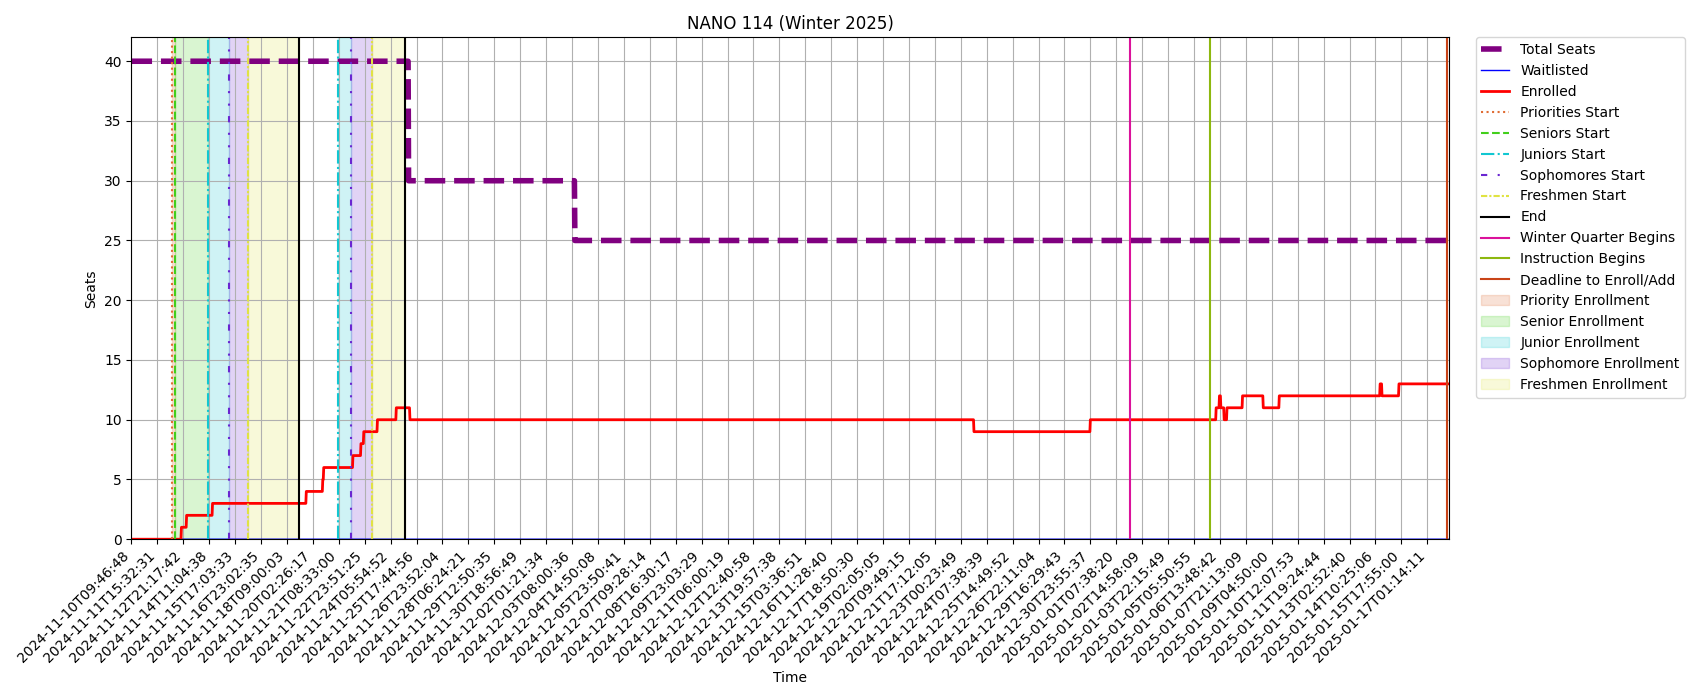 NANO 114 (Winter 2025)
Seats
40
35
30
25
20
15
10
5
0
2024-11-10T09:46:48
2024-11-11T15:32:31
2024-11-12T21:17:42
2024-11-14T11:04:38
2024-11-15T17:03:33
2024-11-16T23:02:35
2024-11-18T09:00:03
2024-11-20T02:26:17
2024-11-21T08:33:00
2024-11-22T23:51:25
2024-11-24T05:54:52
2024-11-25T17:44:56
2024-11-26T23:52:04
2024-11-28T06:24:21
2024-11-29T12:50:35
2024-11-30T18:56:49
2024-12-02T01:21:34
2024-12-03T08:00:36
2024-12-04T14:50:08
2024-12-05T23:50:41
2024-12-07T09:28:14
2024-12-08T16:30:17
2024-12-09T23:03:29
2024-12-11T06:00:19
2024-12-12T12:40:58
2024-12-13T19:57:38
2024-12-15T03:36:51
2024-12-16T11:28:40
2024-12-17T18:50:30
2024-12-19T02:05:05
2024-12-20T09:49:15
2024-12-21T17:12:05
2024-12-23T00:23:49
2024-12-24T07:38:39
2024-12-25T14:49:52
2024-12-26T22:11:04
2024-12-29T16:29:43
2024-12-30T23:55:37
2025-01-01T07:38:20
2025-01-02T14:58:09
2025-01-03T22:15:49
2025-01-05T05:50:55
2025-01-06T13:48:42
2025-01-07T21:13:09
2025-01-09T04:50:00
2025-01-10T12:07:53
2025-01-11T19:24:44
2025-01-13T02:52:40
2025-01-14T10:25:06
2025-01-15T17:55:00
2025-01-17T01:14:11
Time
Total Seats
Waitlisted
Enrolled
Priorities Start
Seniors Start
Juniors Start
Sophomores Start
Freshmen Start
End
Winter Quarter Begins
Instruction Begins
Deadline to Enroll/Add
Priority Enrollment
Senior Enrollment
Junior Enrollment
Sophomore Enrollment
Freshmen Enrollment